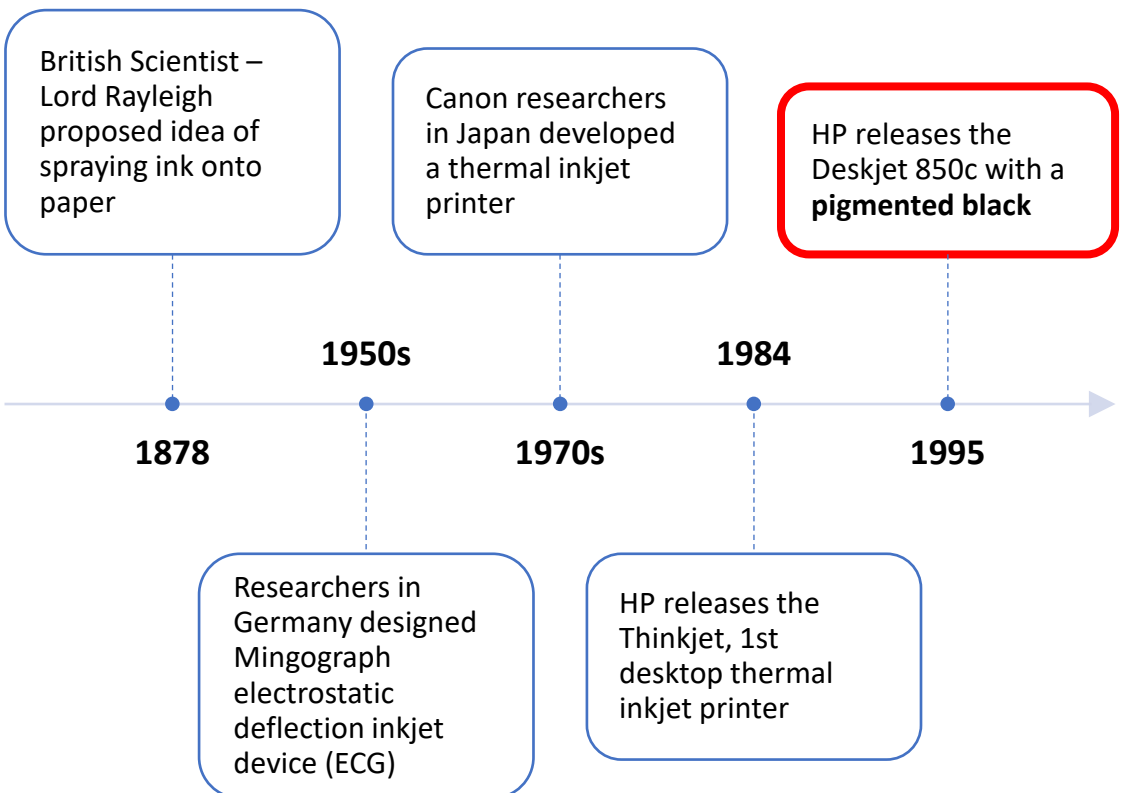 British Scientist –
Lord Rayleigh
proposed idea of
spraying ink onto
paper
Canon researchers
in Japan developed
a thermal inkjet
printer
HP releases the
Deskjet 850c with a
pigmented black
1950s
1984
1878
1970s
1995
Researchers in
Germany designed
Mingograph
electrostatic
deflection inkjet
device (ECG)
HP releases the
Thinkjet, 1st
desktop thermal
inkjet printer